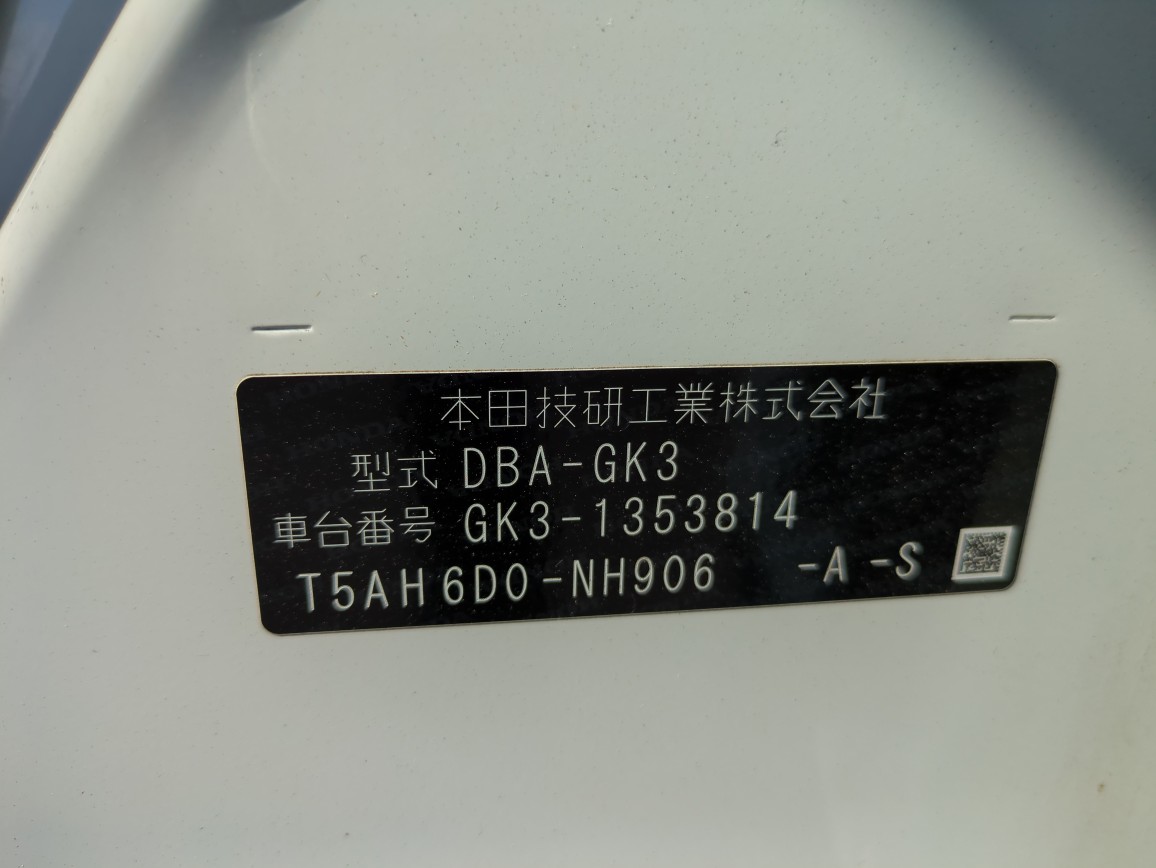 本田技研工業株式会社
型式 DBA-GK3
車台番号 GK3-1353814
T5AH6D0-NH906 -A -S